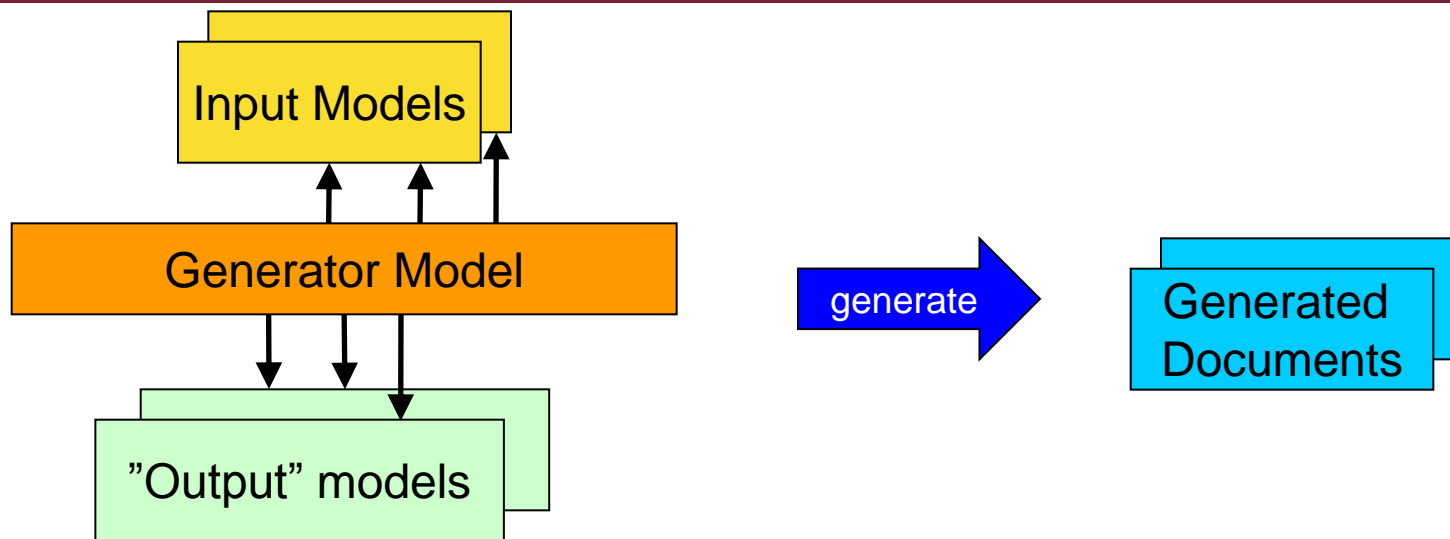 Input Models
Generator Model
generate
Generated
Documents
”Output” models